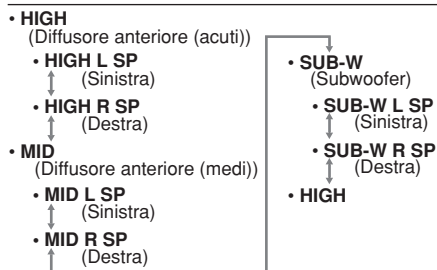 • HIGH
(Diffusore anteriore (acuti))
• HIGH L SP
(Sinistra)
• HIGH R SP
(Destra)
• MID
(Diffusore anteriore (medi))
• MID L SP
(Sinistra)
• MID R SP
(Destra)
• SUB-W
(Subwoofer)
• SUB-W L SP
(Sinistra)
• SUB-W R SP
(Destra)
• HIGH